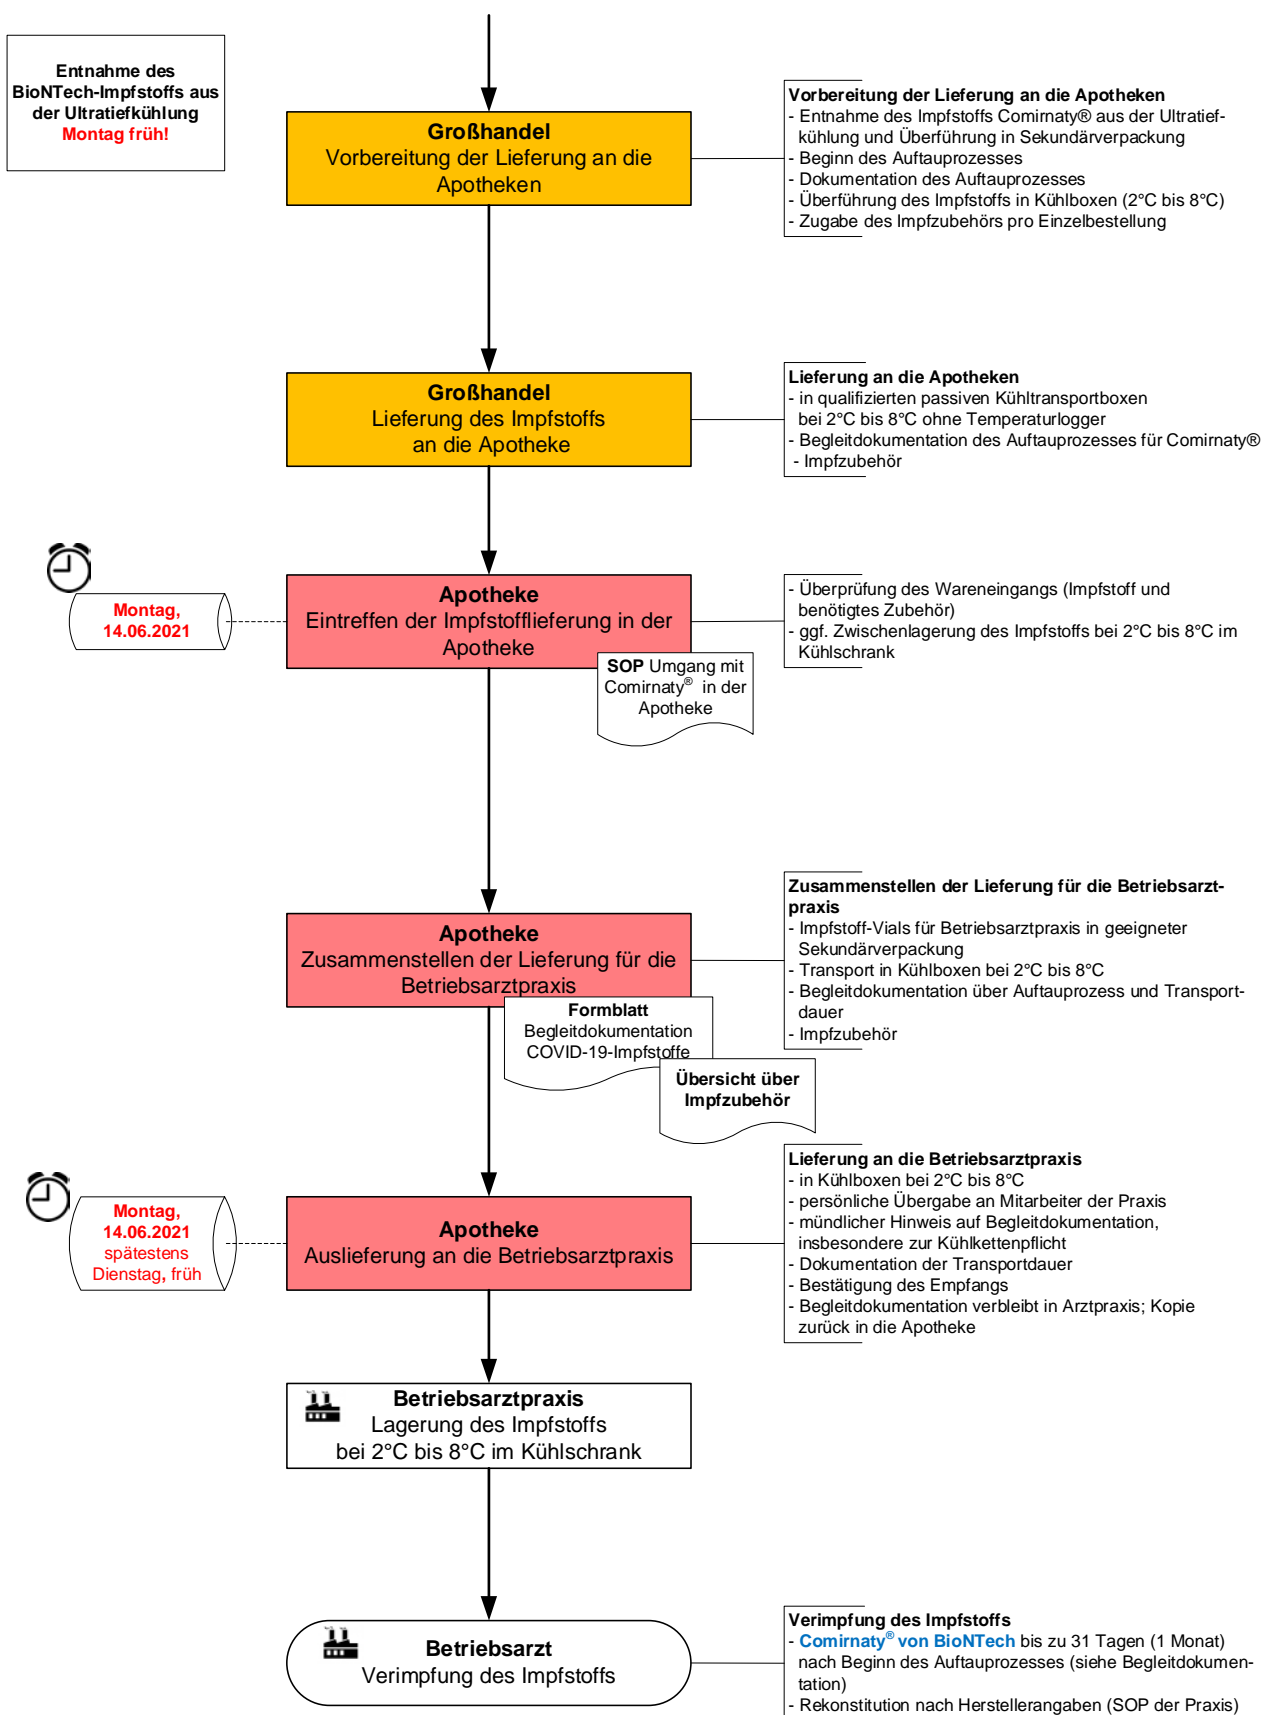 Entnahme des
BioNTech-Impfstoffs aus
der Ultratiefkühlung
Montag früh!
Großhandel
Vorbereitung der Lieferung an die
Apotheken
Vorbereitung der Lieferung an die Apotheken
- Entnahme des Impfstoffs Comirnaty® aus der Ultratief-
kühlung und Überführung in Sekundärverpackung
- Beginn des Auftauprozesses
- Dokumentation des Auftauprozesses
- Überführung des Impfstoffs in Kühlboxen (2°C bis 8°C)
- Zugabe des Impfzubehörs pro Einzelbestellung
Großhandel
Lieferung des Impfstoffs
an die Apotheke
Lieferung an die Apotheken
- in qualifizierten passiven Kühltransportboxen
bei 2°C bis 8°C ohne Temperaturlogger
- Begleitdokumentation des Auftauprozesses für Comirnaty®
- Impfzubehör
Montag,
14.06.2021
Apotheke
Eintreffen der Impfstofflieferung in der
Apotheke
SOP Umgang mit
Comirnaty® in der
Apotheke
- Überprüfung des Wareneingangs (Impfstoff und
benötigtes Zubehör)
- ggf. Zwischenlagerung des Impfstoffs bei 2°C bis 8°C im
Kühlschrank
Apotheke
Zusammenstellen der Lieferung für die
Betriebsarztpraxis
Formblatt
Begleitdokumentation
COVID-19-Impfstoffe
Übersicht über
Impfzubehör
Zusammenstellen der Lieferung für die Betriebsarzt-
praxis
- Impfstoff-Vials für Betriebsarztpraxis in geeigneter
Sekundärverpackung
- Transport in Kühlboxen bei 2°C bis 8°C
- Begleitdokumentation über Auftauprozess und Transport-
dauer
- Impfzubehör
Montag,
14.06.2021
spätestens
Dienstag, früh
Apotheke
Auslieferung an die Betriebsarztpraxis
Lieferung an die Betriebsarztpraxis
- in Kühlboxen bei 2°C bis 8°C
- persönliche Übergabe an Mitarbeiter der Praxis
- mündlicher Hinweis auf Begleitdokumentation,
insbesondere zur Kühlkettenpflicht
- Dokumentation der Transportdauer
- Bestätigung des Empfangs
- Begleitdokumentation verbleibt in Arztpraxis; Kopie
zurück in die Apotheke
Betriebsarztpraxis
Lagerung des Impfstoffs
bei 2°C bis 8°C im Kühlschrank
Betriebsarzt
Verimpfung des Impfstoffs
Verimpfung des Impfstoffs
- Comirnaty® von BioNTech bis zu 31 Tagen (1 Monat)
nach Beginn des Auftauprozesses (siehe Begleitdokumen-
tation)
- Rekonstitution nach Herstellerangaben (SOP der Praxis)